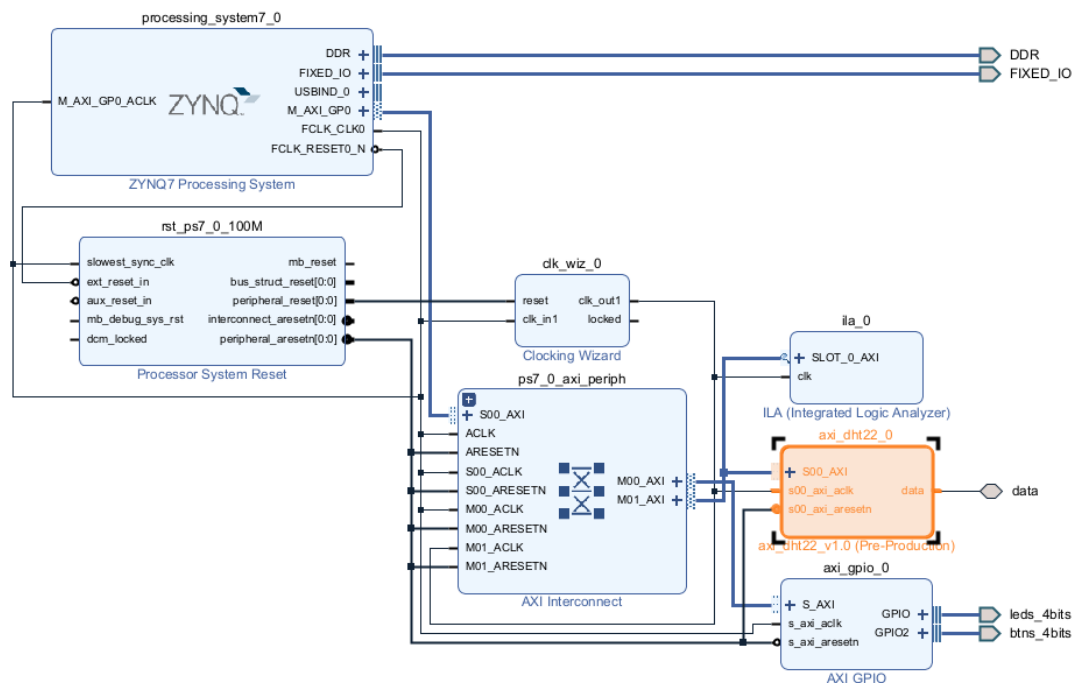 processing_system7_0
DDR
FIXED_IO
USBIND_0
M_AXI_GP0
FCLK_CLK0
FCLK_RESET0_N
M_AXI_GP0_ACLK
ZYNQ
ZYNQ7 Processing System
DDR
FIXED_IO
rst_ps7_0_100M
slowest_sync_clk
ext_reset_in
aux_reset_in
mb_debug_sys_rst
dcm_locked
mb_reset
bus_struct_reset[0:0]
peripheral_reset[0:0]
interconnect_aresetn[0:0]
peripheral_aresetn[0:0]
Processor System Reset
clk_wiz_0
reset
clk_in1
clk_out1
locked
Clocking Wizard
ila_0
SLOT_0_AXI
clk
ILA (Integrated Logic Analyzer)
ps7_0_axi_periph
S00_AXI
ACLK
ARESETN
S00_ACLK
S00_ARESETN
M00_ACLK
M00_ARESETN
M01_ACLK
M01_ARESETN
M00_AXI
M01_AXI
AXI Interconnect
axi_dht22_0
S00_AXI
s00_axi_aclk
s00_axi_aresetn
data
axi_dht22_v1.0 (Pre-Production)
data
axi_gpio_0
S_AXI
s_axi_aclk
s_axi_aresetn
GPIO
GPIO2
AXI GPIO
leds_4bits
btns_4bits